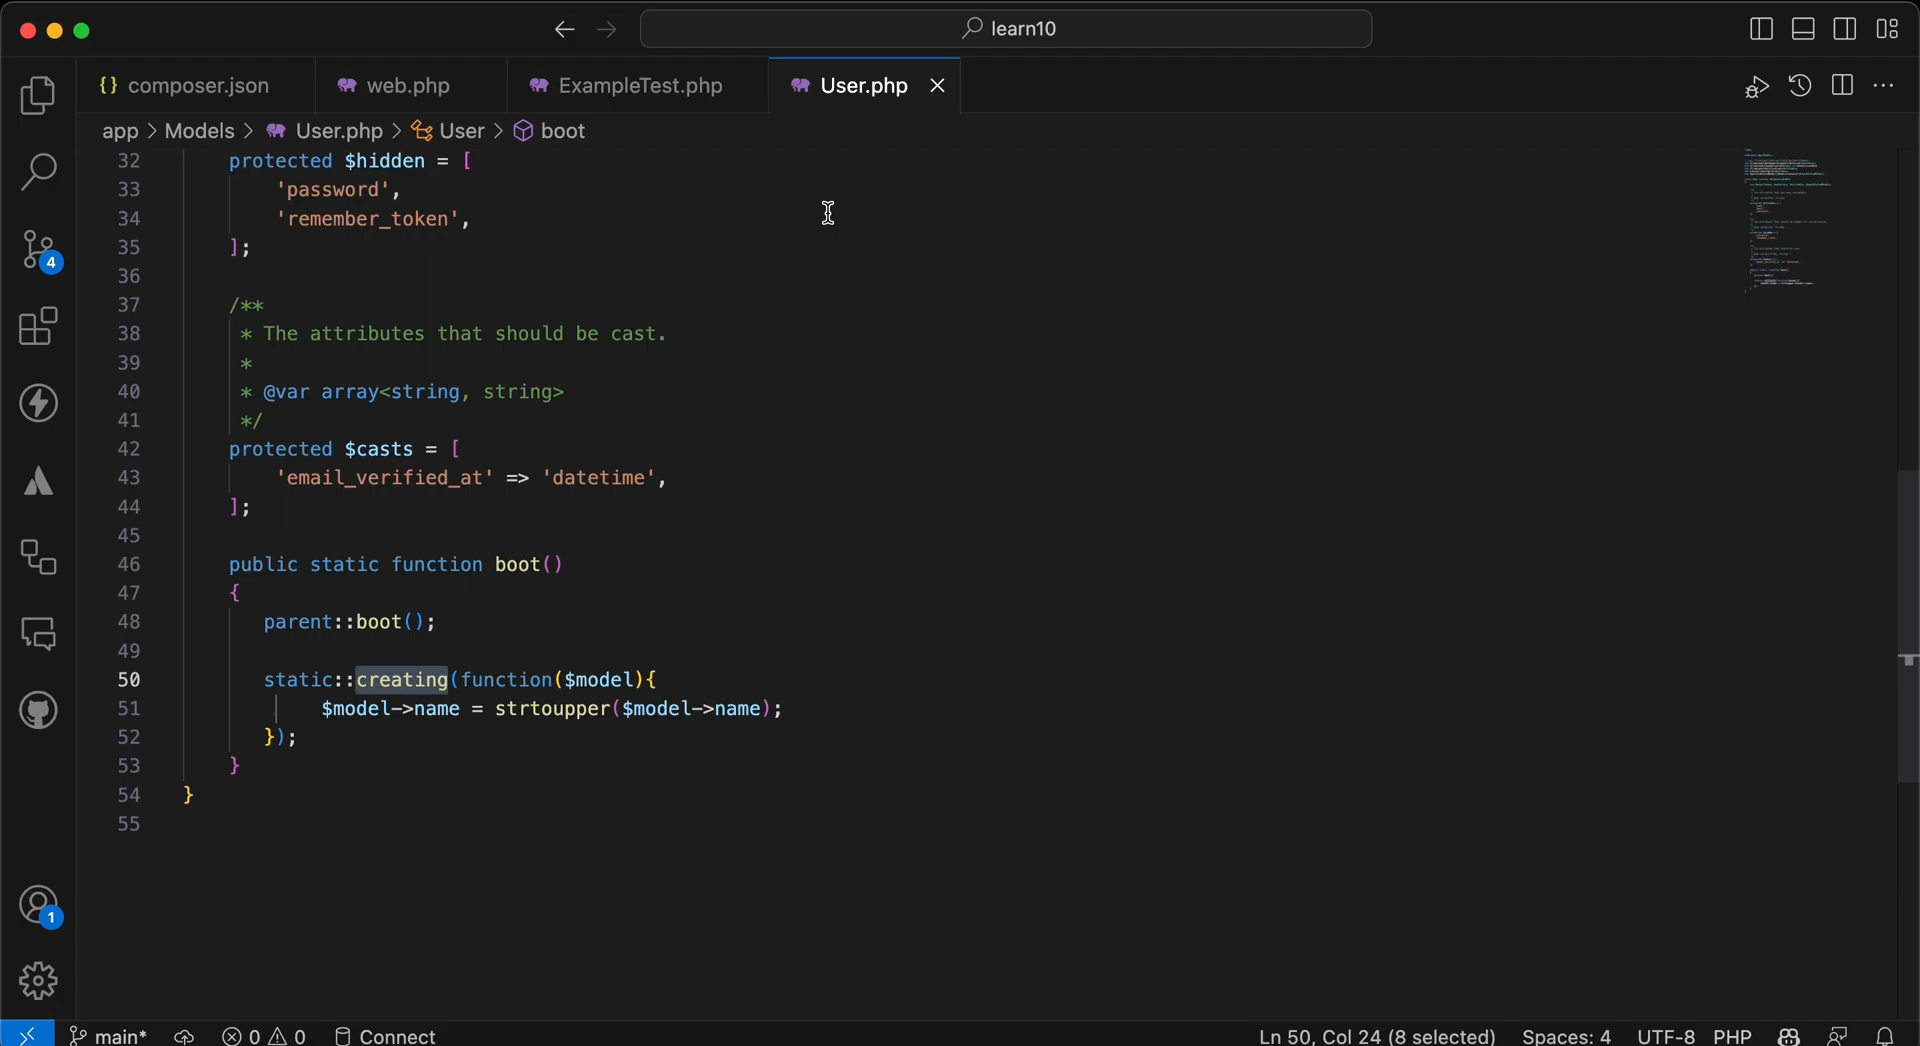 learn10
{} composer.json
web.php
ExampleTest.php
User.php
app > Models > User.php > User > boot
32 protected $hidden = [
33 'password',
34 'remember_token',
35 ];
36
37 /**
38 * The attributes that should be cast.
39 *
40 * @var array<string, string>
41 */
42 protected $casts = [
43 'email_verified_at' => 'datetime',
44 ];
45
46 public static function boot()
47 {
48 parent::boot();
49
50 static::creating(function($model){
51 $model->name = strtoupper($model->name);
52 });
53 }
54 }
55
4
1
main* 0 0 Connect Ln 50, Col 24 (8 selected) Spaces: 4 UTF-8 PHP